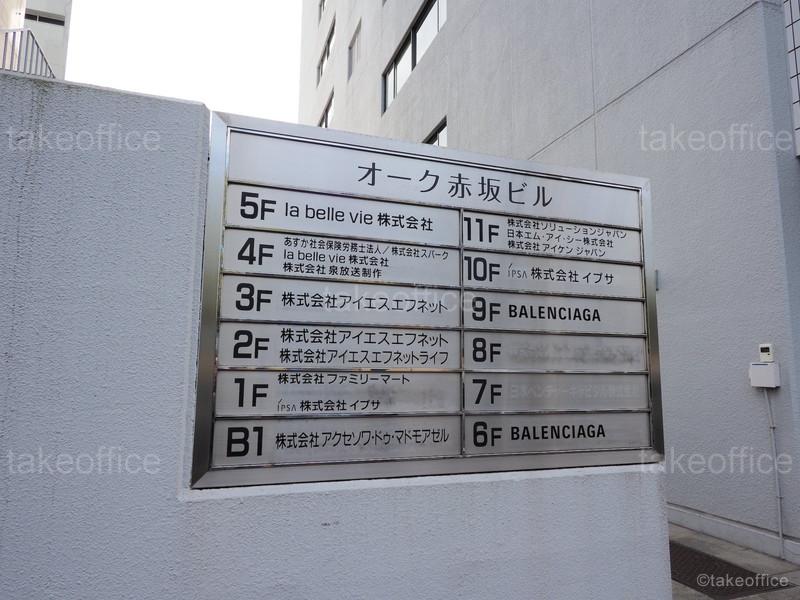 オーク赤坂ビル
5F la belle vie 株式会社
4F あすか社会保険労務士法人／株式会社スパーク
la belle vie 株式会社
株式会社 泉放送制作
3F 株式会社アイエスエフネット
2F 株式会社アイエスエフネット
株式会社アイエスエフネットライフ
1F 株式会社 ファミリーマート
IPSA 株式会社 イプサ
B1 株式会社 アクセソワ・ドゥ・マドモアゼル
11F 株式会社ソリューションジャパン
日本エム・アイ・シー株式会社
株式会社 アイケン ジャパン
10F IPSA 株式会社 イプサ
9F BALENCIAGA
8F
7F
6F BALENCIAGA
takeoffice
takeoffice
takeoffice
takeoffice
takeoffice
©takeoffice